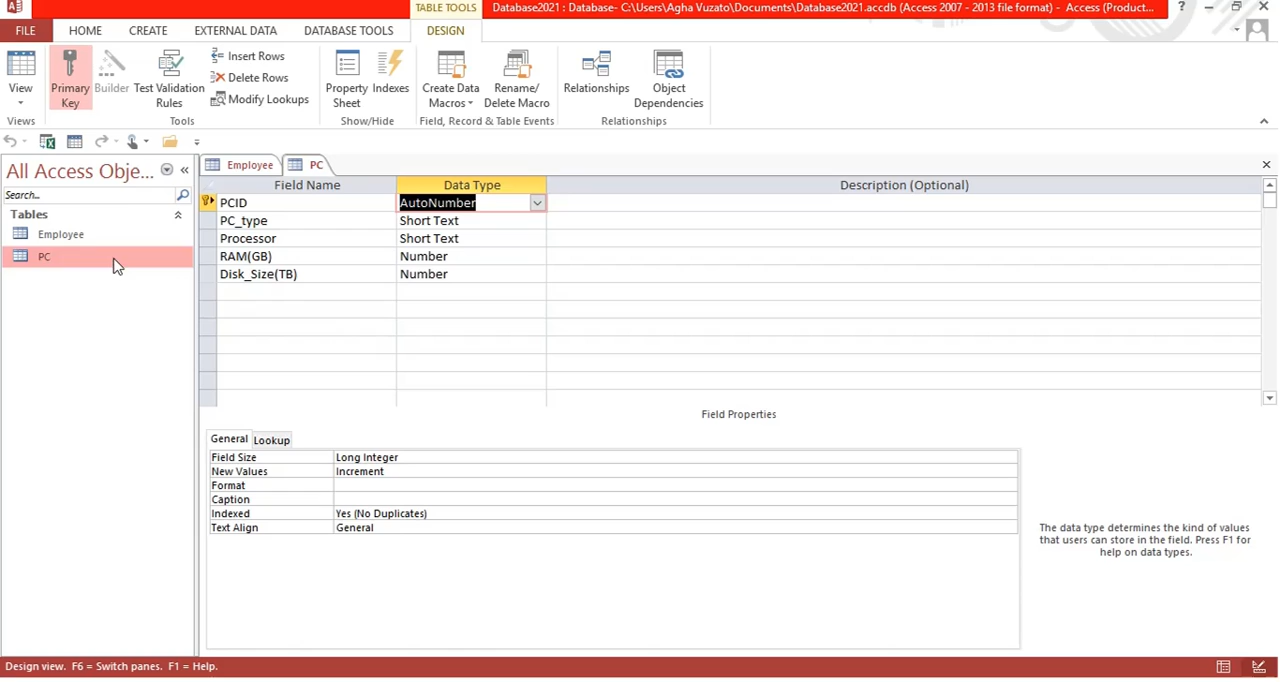 TABLE TOOLS
Database2021 : Database- C:\Users\Agha Vuzato\Documents\Database2021.accdb (Access 2007 - 2013 file format) - Access (Produc...
?
FILE HOME CREATE EXTERNAL DATA DATABASE TOOLS DESIGN
View
Primary Key
Builder
Test Validation Rules
Insert Rows
Delete Rows
Modify Lookups
Property Sheet
Indexes
Create Data Macros
Rename/ Delete Macro
Relationships
Object Dependencies
Views Tools Show/Hide Field, Record & Table Events Relationships
All Access Obje...
Search...
Tables
Employee
PC
Employee PC
Field Name Data Type Description (Optional)
PCID AutoNumber
PC_type Short Text
Processor Short Text
RAM(GB) Number
Disk_Size(TB) Number
Field Properties
General Lookup
Field Size Long Integer
New Values Increment
Format
Caption
Indexed Yes (No Duplicates)
Text Align General
The data type determines the kind of values
that users can store in the field. Press F1 for
help on data types.
Design view. F6 = Switch panes. F1 = Help.